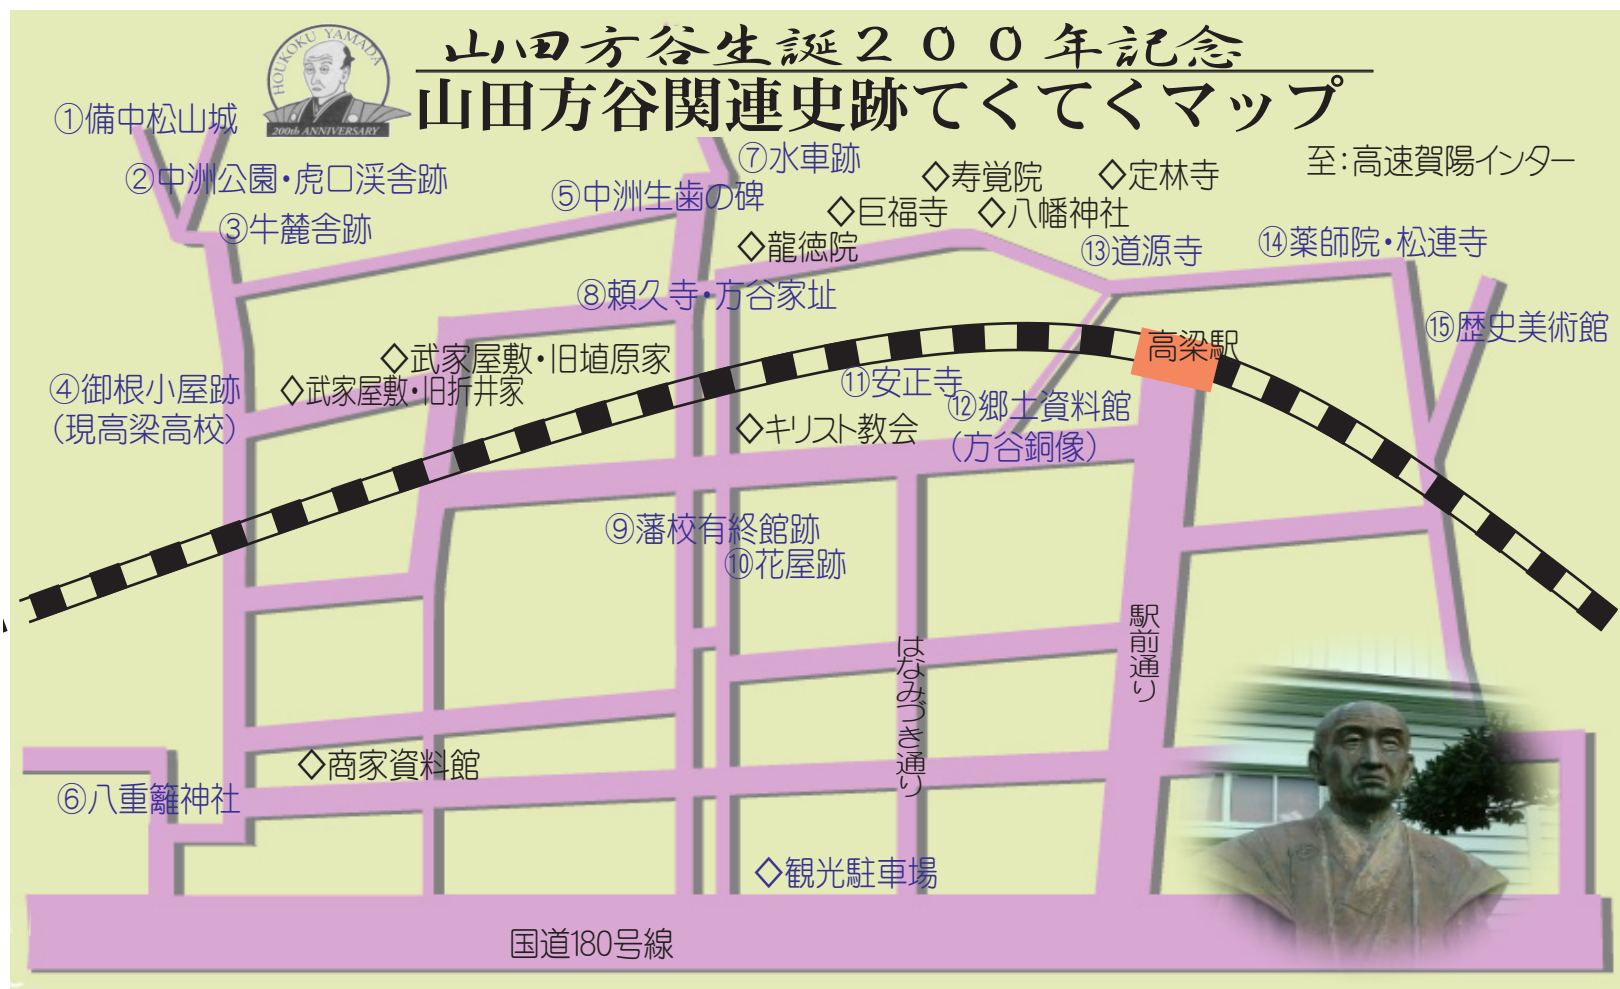 山田方谷生誕２００年記念
山田方谷関連史跡てくてくマップ
HOUKOKU YAMADA
200th ANNIVERSARY
①備中松山城
②中洲公園・虎口渓舎跡
③牛麓舎跡
⑤中洲生歯の碑
⑦水車跡
◇寿覚院
◇定林寺
至：高速賀陽インター
◇巨福寺
◇八幡神社
◇龍徳院
⑬道源寺
⑭薬師院・松連寺
⑧頼久寺・方谷家址
⑮歴史美術館
高梁駅
◇武家屋敷・旧埴原家
◇武家屋敷・旧折井家
④御根小屋跡
（現高梁高校）
⑪安正寺
⑫郷土資料館
（方谷銅像）
◇キリスト教会
⑨藩校有終館跡
⑩花屋跡
駅前通り
はなみづき通り
◇商家資料館
⑥八重籬神社
◇観光駐車場
国道180号線